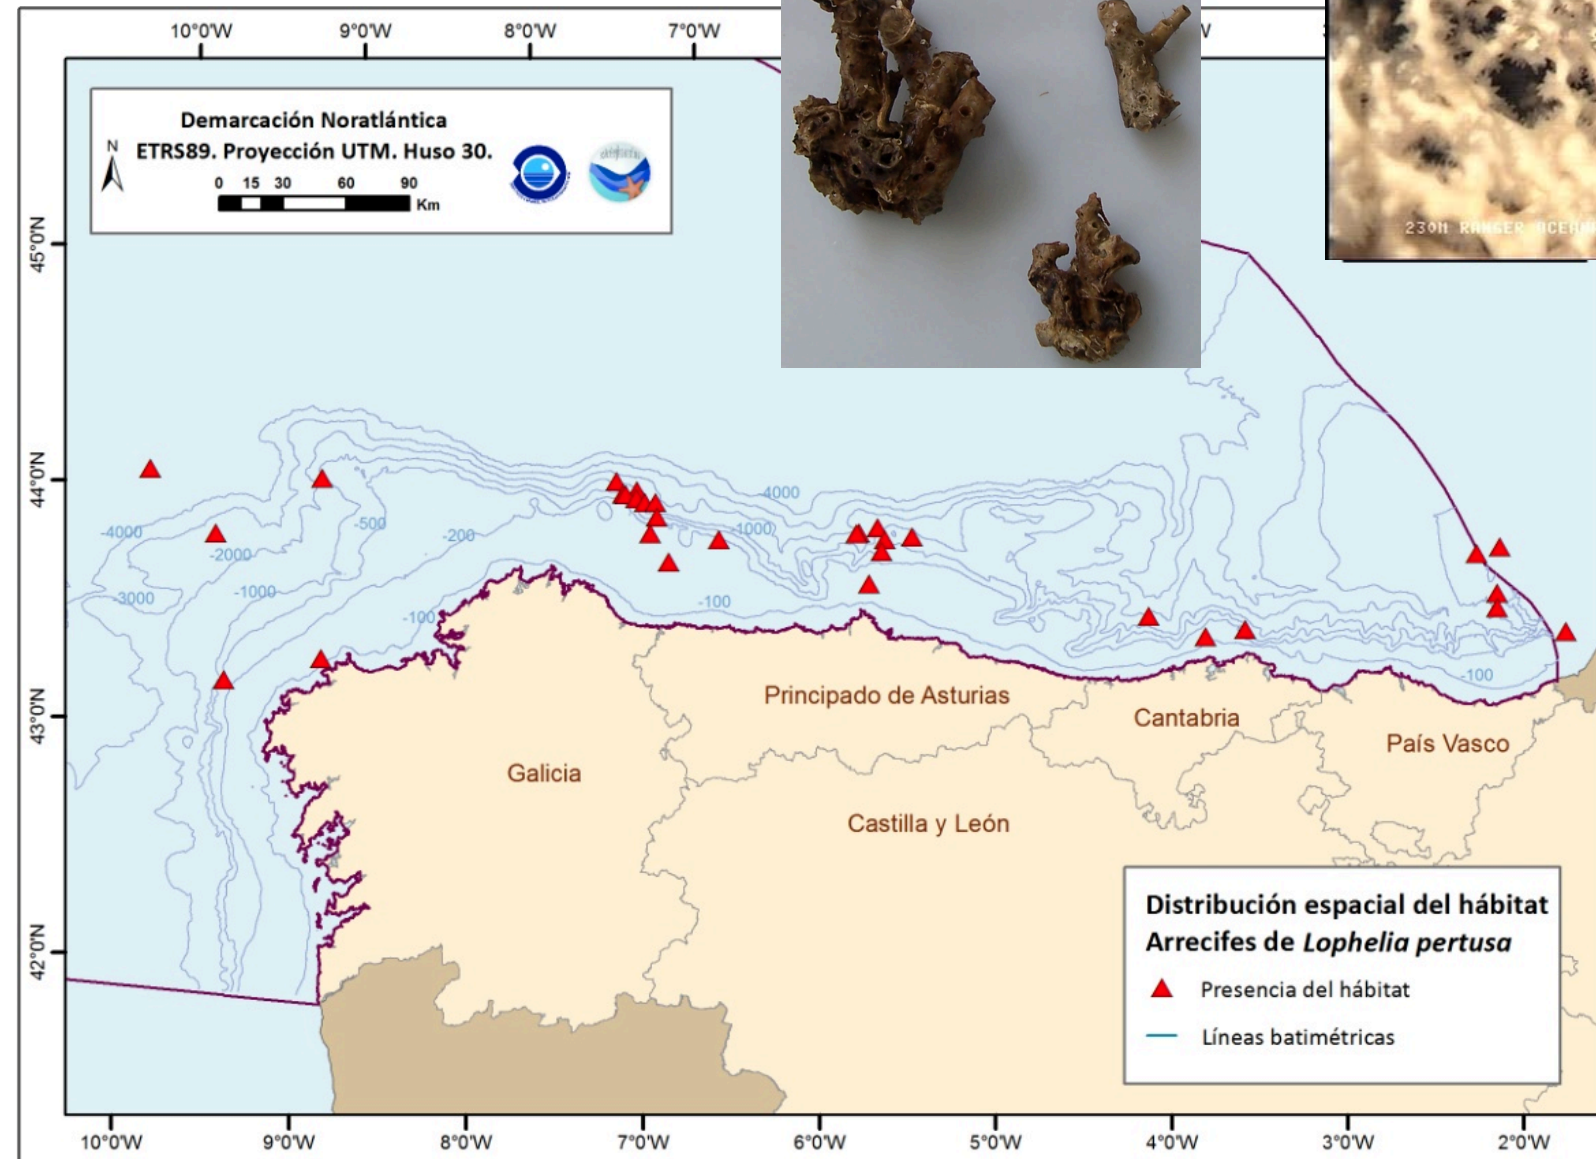 10°0'W 9°0'W 8°0'W 7°0'W
Demarcación Noratlántica
N
ETRS89. Proyección UTM. Huso 30.
0 15 30 60 90
Km
230M RANGER
45°0'N
44°0'N
43°0'N
42°0'N
-4000
-3000
-2000
-1000
-500
-200
-100
-4000
-1000
-100
-100
Principado de Asturias
Cantabria
País Vasco
Galicia
Castilla y León
Distribución espacial del hábitat
Arrecifes de Lophelia pertusa
Presencia del hábitat
Líneas batimétricas
10°0'W 9°0'W 8°0'W 7°0'W 6°0'W 5°0'W 4°0'W 3°0'W 2°0'W